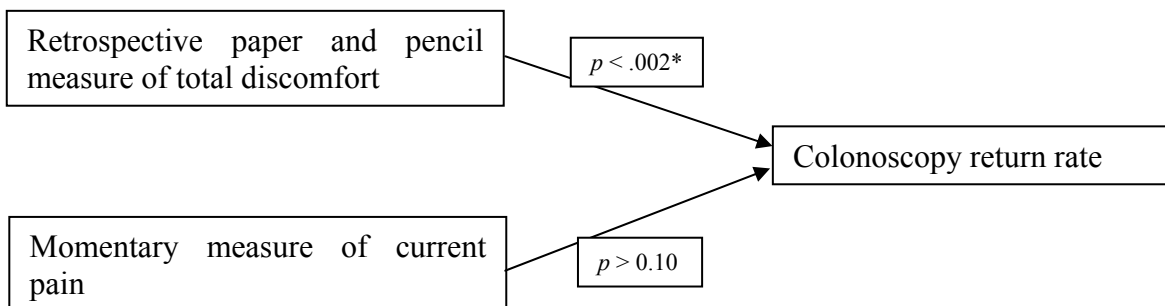 Retrospective paper and pencil
measure of total discomfort
p < .002*
Colonoscopy return rate
Momentary measure of current
pain
p > 0.10